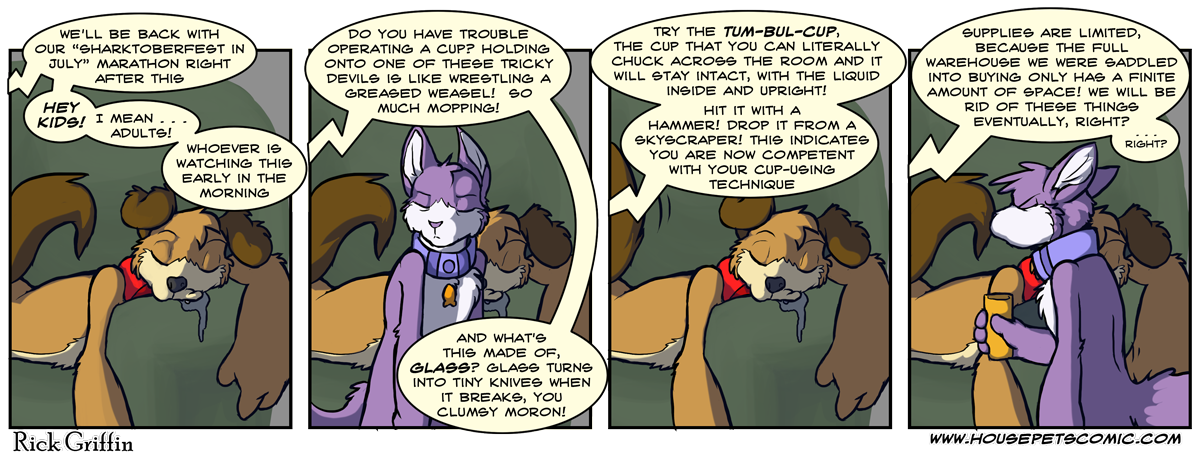 WE'LL BE BACK WITH
OUR "SHARKTOBERFEST IN
JULY" MARATHON RIGHT
AFTER THIS
HEY
KIDS!
I MEAN . . .
ADULTS!
WHOEVER IS
WATCHING THIS
EARLY IN THE
MORNING
DO YOU HAVE TROUBLE
OPERATING A CUP? HOLDING
ONTO ONE OF THESE TRICKY
DEVILS IS LIKE WRESTLING A
GREASED WEASEL! SO
MUCH MOPPING!
AND WHAT'S
THIS MADE OF,
GLASS? GLASS TURNS
INTO TINY KNIVES WHEN
IT BREAKS, YOU
CLUMSY MORON!
TRY THE TUM-BUL-CUP,
THE CUP THAT YOU CAN LITERALLY
CHUCK ACROSS THE ROOM AND IT
WILL STAY INTACT, WITH THE LIQUID
INSIDE AND UPRIGHT!
HIT IT WITH A
HAMMER! DROP IT FROM A
SKYSCRAPER! THIS INDICATES
YOU ARE NOW COMPETENT
WITH YOUR CUP-USING
TECHNIQUE
SUPPLIES ARE LIMITED,
BECAUSE THE FULL
WAREHOUSE WE WERE SADDLED
INTO BUYING ONLY HAS A FINITE
AMOUNT OF SPACE! WE WILL BE
RID OF THESE THINGS
EVENTUALLY, RIGHT?
. . .
RIGHT?
Rick Griffin
WWW.HOUSEPETSCOMIC.COM